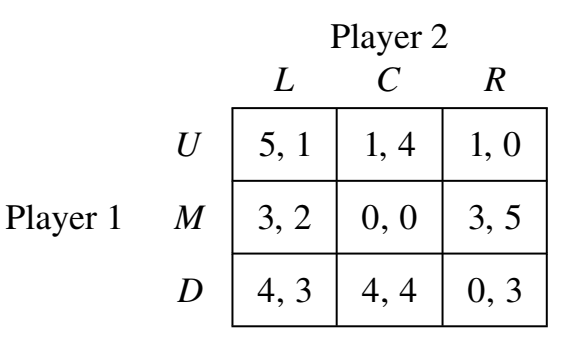 Player 2
L C R
U 5, 1 1, 4 1, 0
Player 1 M 3, 2 0, 0 3, 5
D 4, 3 4, 4 0, 3